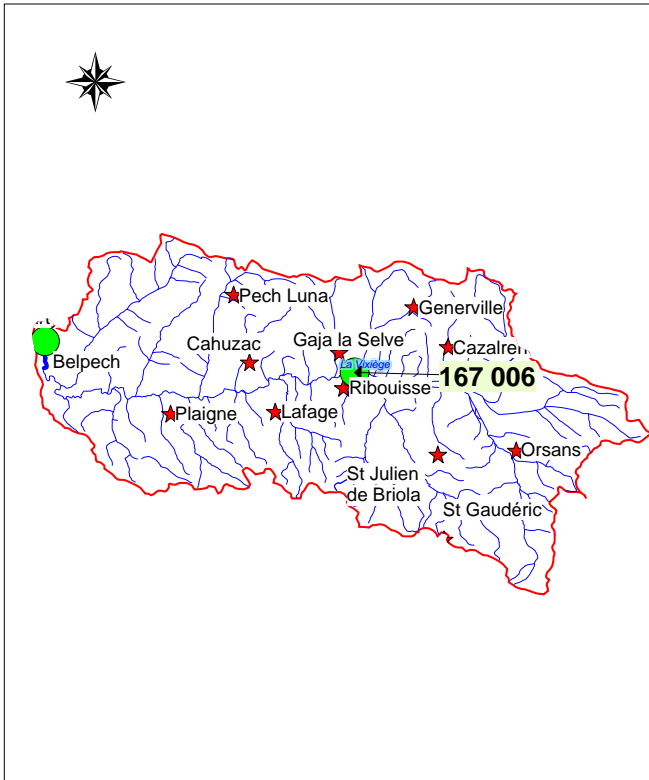 Pech Luna
Generville
Cahuzac
Gaja la Selve
Cazalren
Belpech
La Vixiège
167 006
Ribouisse
Plaigne
Lafage
Orsans
St Julien
de Briola
St Gaudéric